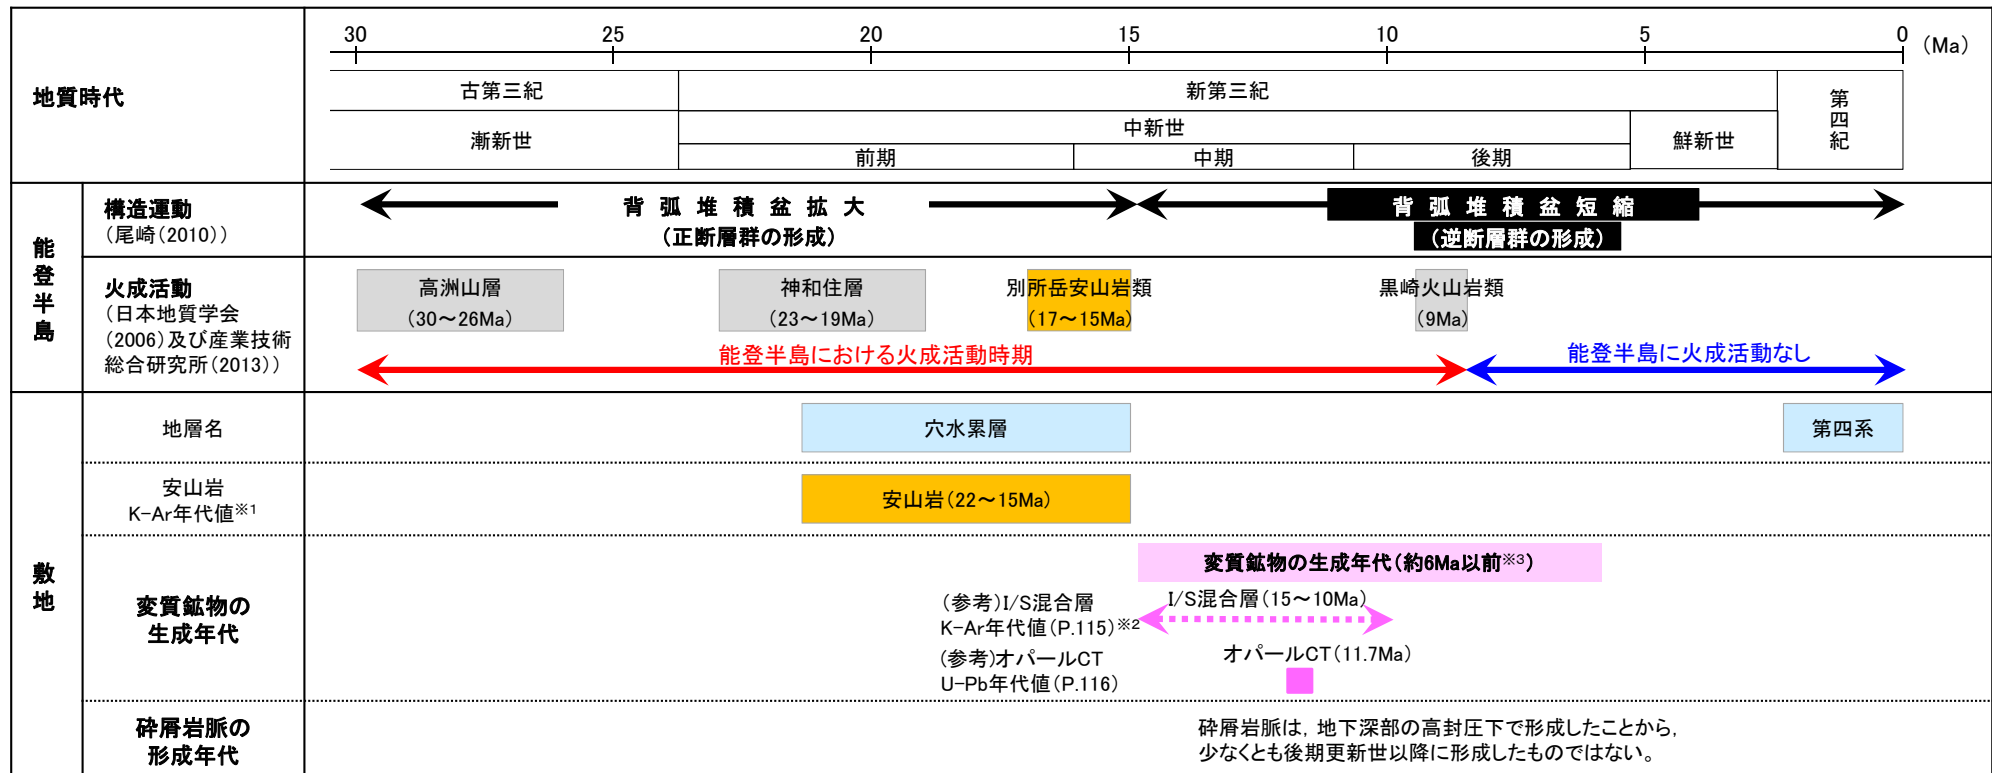 30 25 20 15 10 5 0 (Ma)
地質時代
古第三紀 新第三紀 第四紀
漸新世 中新世 鮮新世
前期 中期 後期
能登半島
構造運動
(尾崎(2010))
背弧堆積盆拡大
(正断層群の形成)
背弧堆積盆短縮
(逆断層群の形成)
火成活動
(日本地質学会
(2006)及び産業技術
総合研究所(2013))
高洲山層
(30～26Ma)
神和住層
(23～19Ma)
別所岳安山岩類
(17～15Ma)
黒崎火山岩類
(9Ma)
能登半島における火成活動時期
能登半島に火成活動なし
敷地
地層名
穴水累層
第四系
安山岩
K-Ar年代値※1
安山岩(22～15Ma)
変質鉱物の
生成年代
変質鉱物の生成年代(約6Ma以前※3)
(参考)I/S混合層
K-Ar年代値(P.115)※2
I/S混合層(15～10Ma)
(参考)オパールCT
U-Pb年代値(P.116)
オパールCT(11.7Ma)
砕屑岩脈の
形成年代
砕屑岩脈は，地下深部の高封圧下で形成したことから，
少なくとも後期更新世以降に形成したものではない。